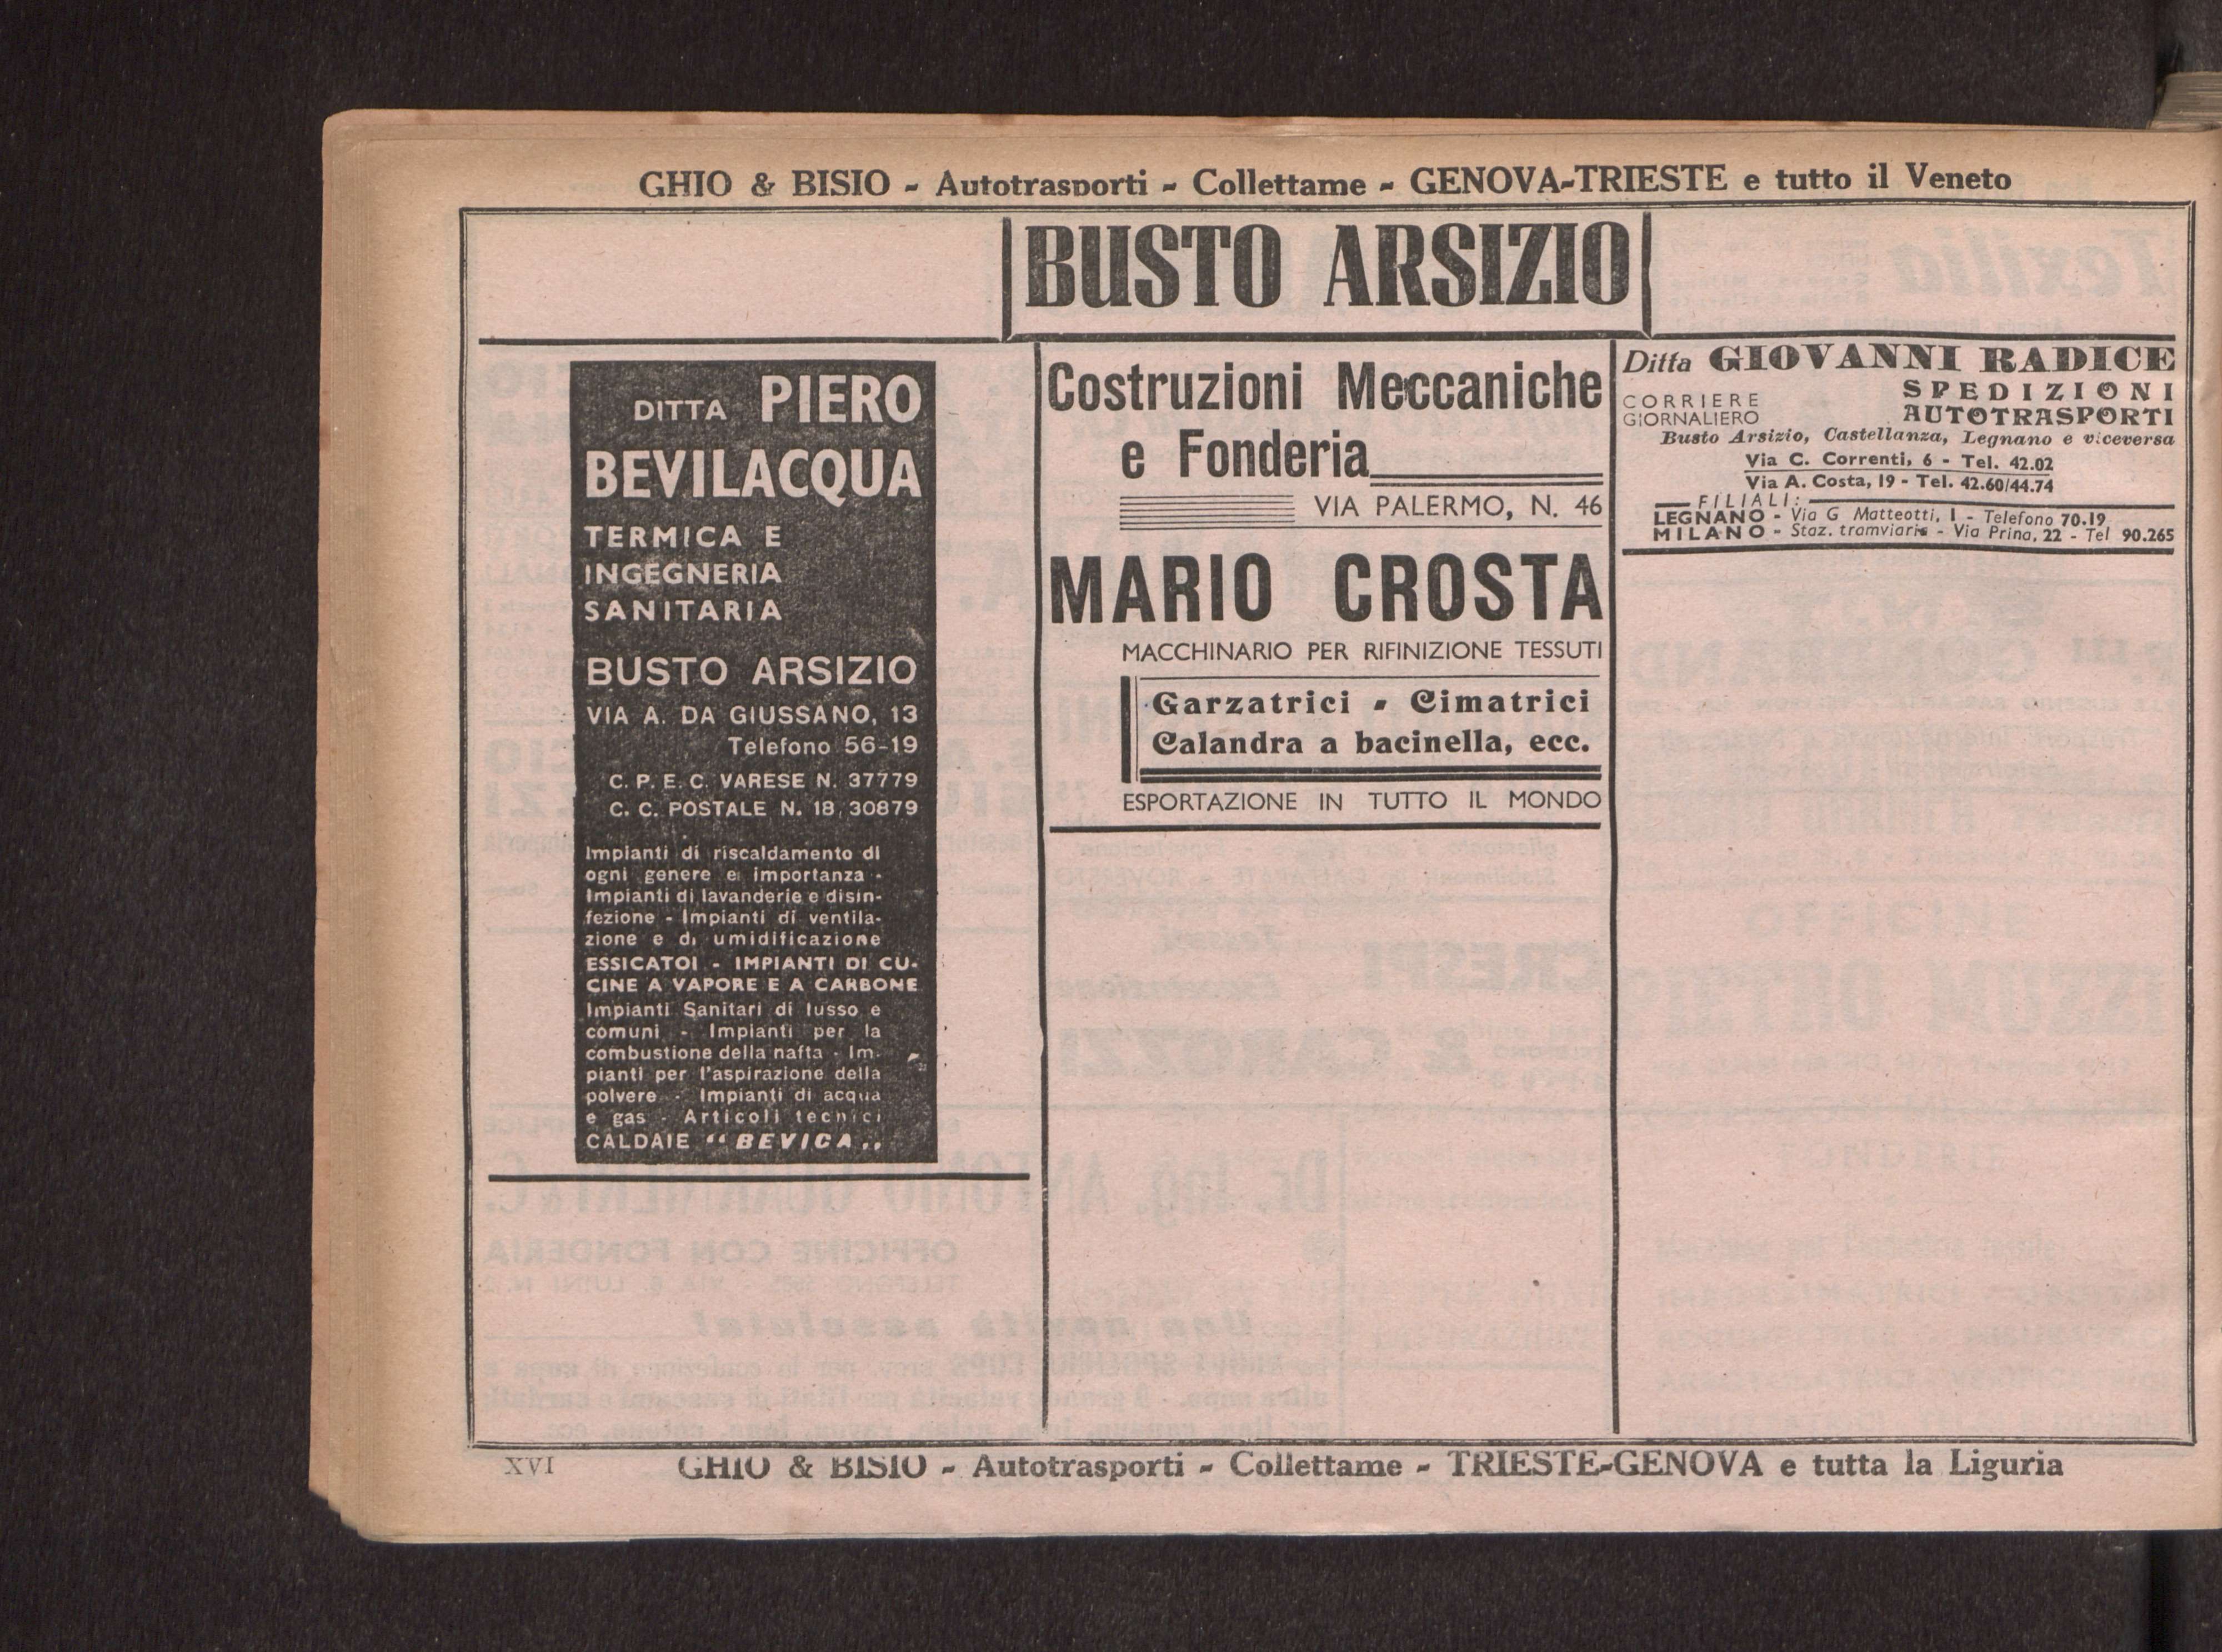 GHIO & BISIO - Autotrasporti - Collettame - GENOVA-TRIESTE e tutto il Veneto
BUSTO ARSIZIO
DITTA PIERO
BEVILACQUA
TERMICA E
INGEGNERIA
SANITARIA
BUSTO ARSIZIO
VIA A. DA GIUSSANO, 13
Telefono 56-19
C. P. E. C. VARESE N. 37779
C. C. POSTALE N. 18/30879
Impianti di riscaldamento di
ogni genere e importanza -
Impianti di lavanderie e disin-
fezione - Impianti di ventila-
zione e di umidificazione
ESSICATOI - IMPIANTI DI CU-
CINE A VAPORE E A CARBONE
Impianti Sanitari di lusso e
comuni - Impianti per la
combustione della nafta - Im-
pianti per l'aspirazione della
polvere - Impianti di acqua
e gas - Articoli tecnici
CALDAIE “BEVICA„
Costruzioni Meccaniche
e Fonderia
VIA PALERMO, N. 46
MARIO CROSTA
MACCHINARIO PER RIFINIZIONE TESSUTI
Garzatrici - Cimatrici
Calandra a bacinella, ecc.
ESPORTAZIONE IN TUTTO IL MONDO
Ditta GIOVANNI RADICE
SPEDIZIONI
CORRIERE
GIORNALIERO
AUTOTRASPORTI
Busto Arsizio, Castellanza, Legnano e viceversa
Via C. Correnti, 6 - Tel. 42.02
Via A. Costa, 19 - Tel. 42.60/44.74
FILIALI:
LEGNANO - Via G Matteotti, 1 - Telefono 70.19
MILANO - Staz. tramviaria - Via Prina, 22 - Tel 90.265
XVI
GHIO & BISIO - Autotrasporti - Collettame - TRIESTE-GENOVA e tutta la Liguria